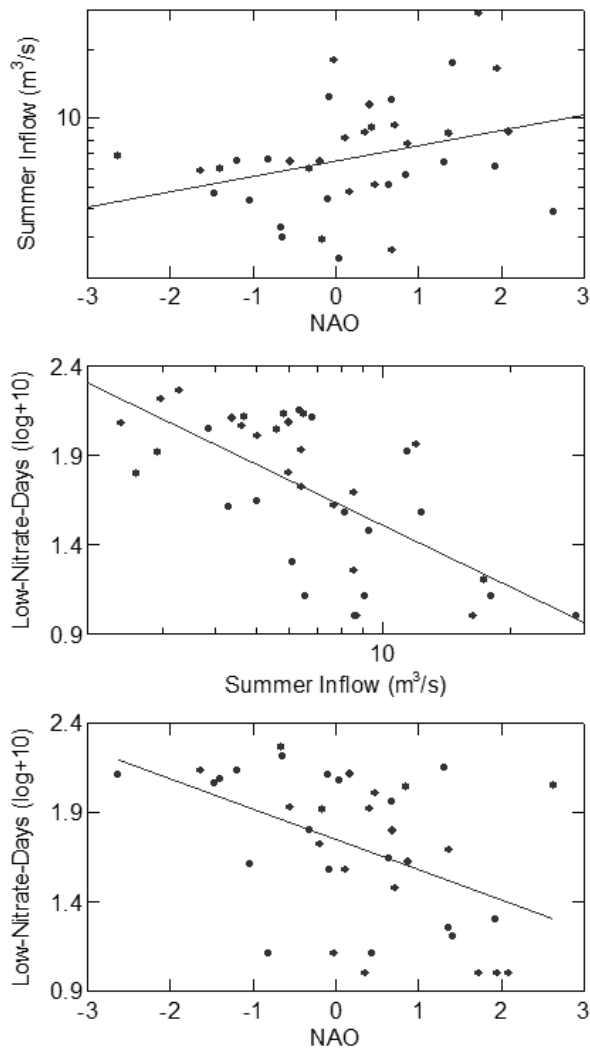 Summer Inflow (m³/s)
10
-3 -2 -1 0 1 2 3
NAO
Low-Nitrate-Days (log+10)
2.4
1.9
1.4
0.9
10
Summer Inflow (m³/s)
Low-Nitrate-Days (log+10)
2.4
1.9
1.4
0.9
-3 -2 -1 0 1 2 3
NAO